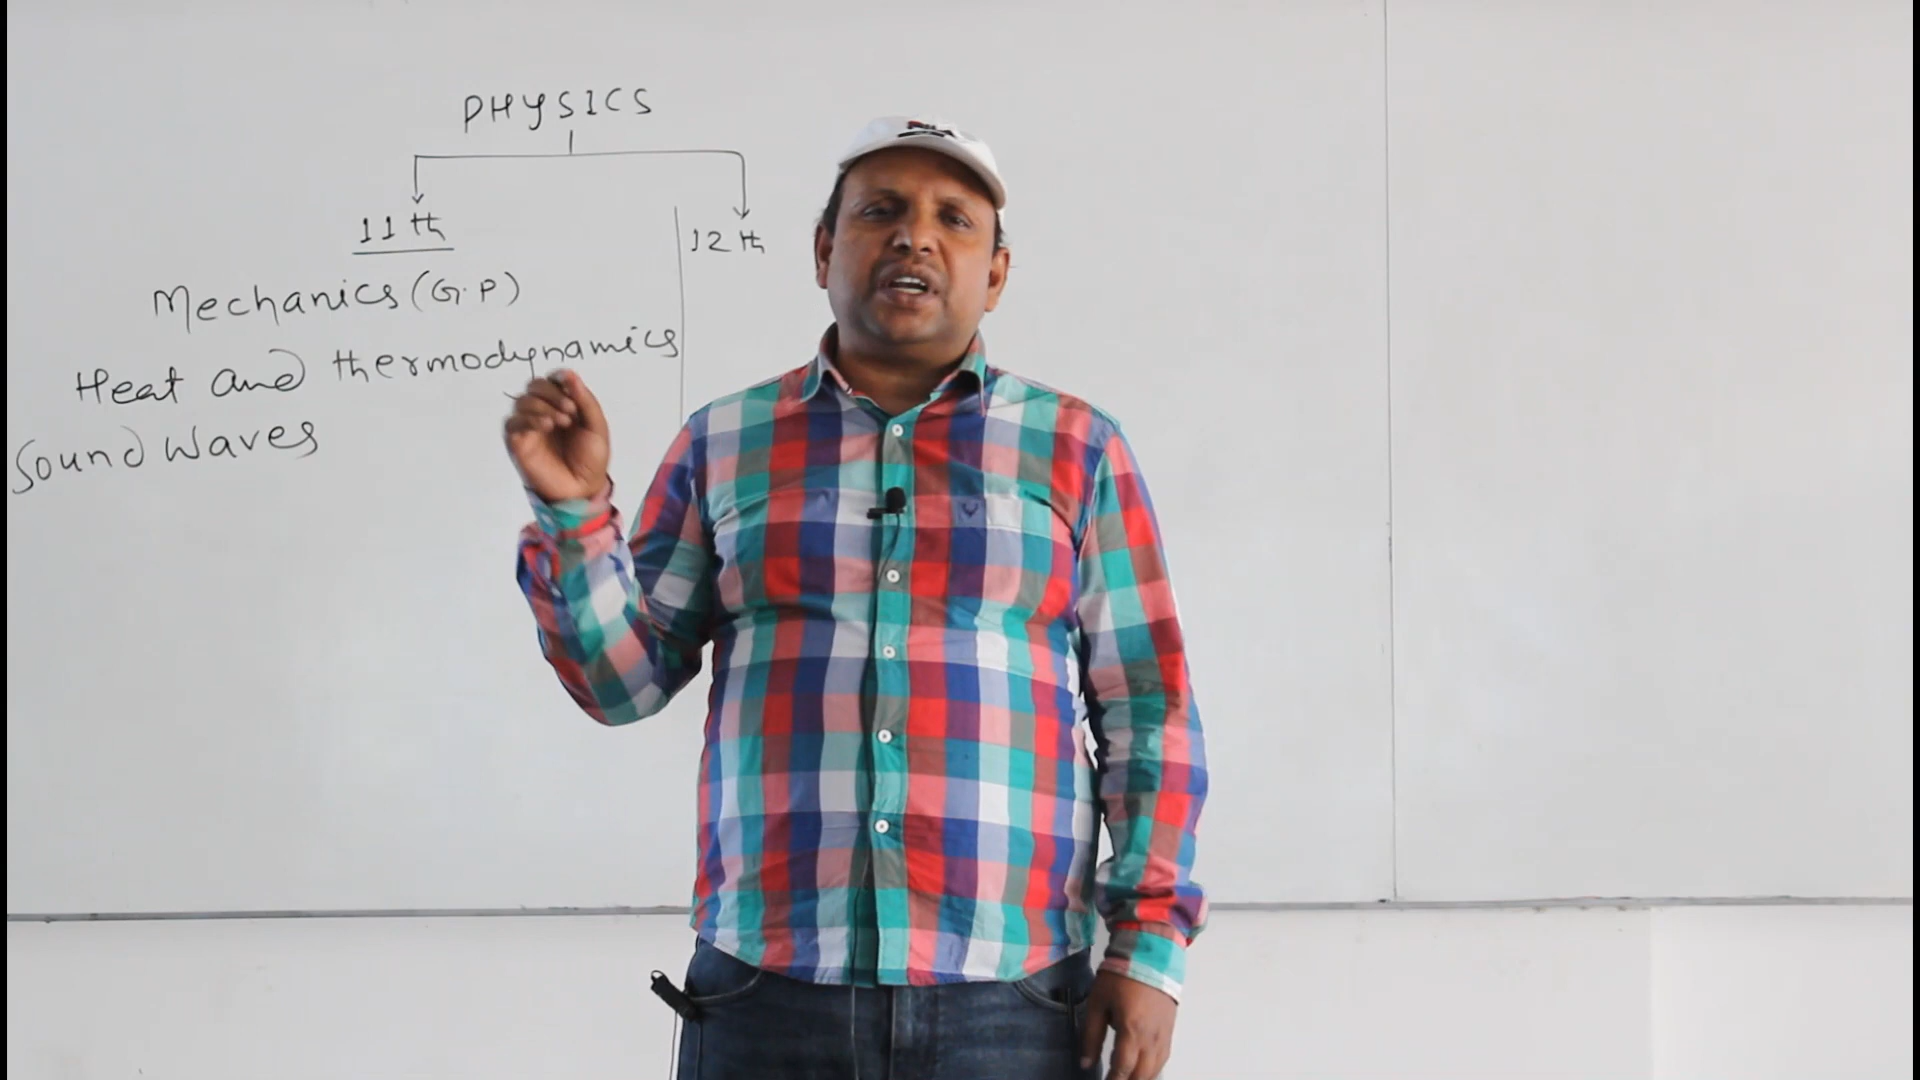 PHYSICS
11th
12th
Mechanics (G.P)
Heat and thermodynamics
Sound Waves